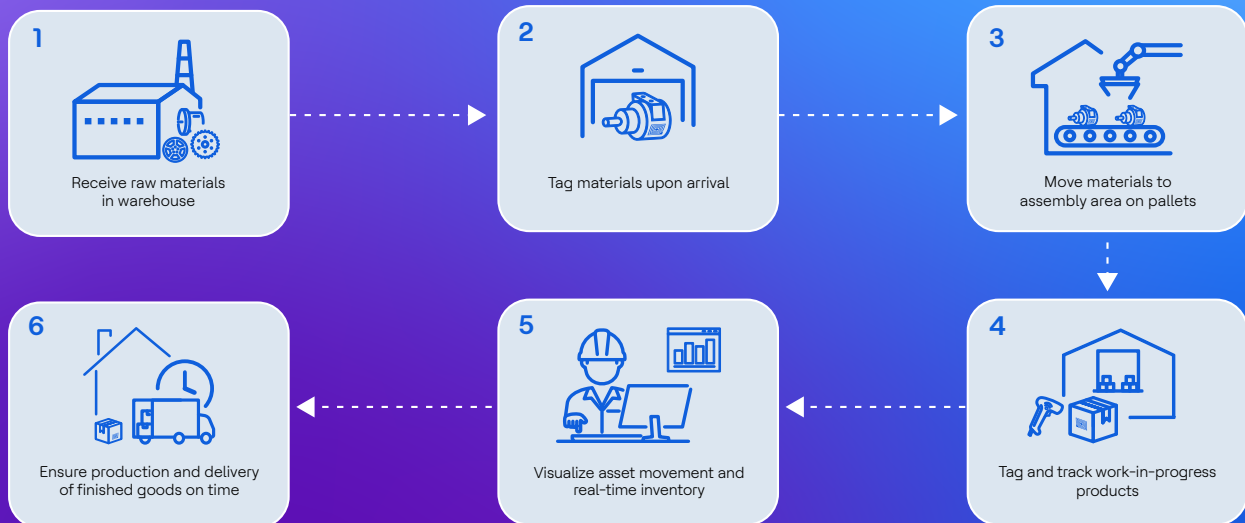 1
Receive raw materials
in warehouse
2
Tag materials upon arrival
3
Move materials to
assembly area on pallets
4
Tag and track work-in-progress
products
5
Visualize asset movement and
real-time inventory
6
Ensure production and delivery
of finished goods on time